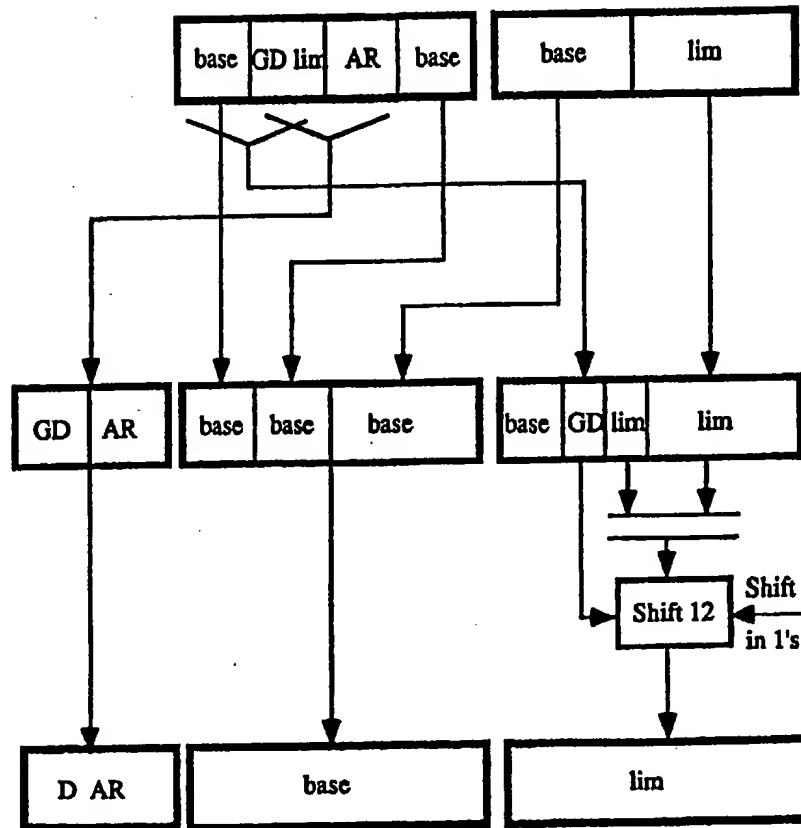 base GD lim AR base base lim
GD AR base base base base GD lim lim
Shift 12 Shift
in 1's
D AR base lim